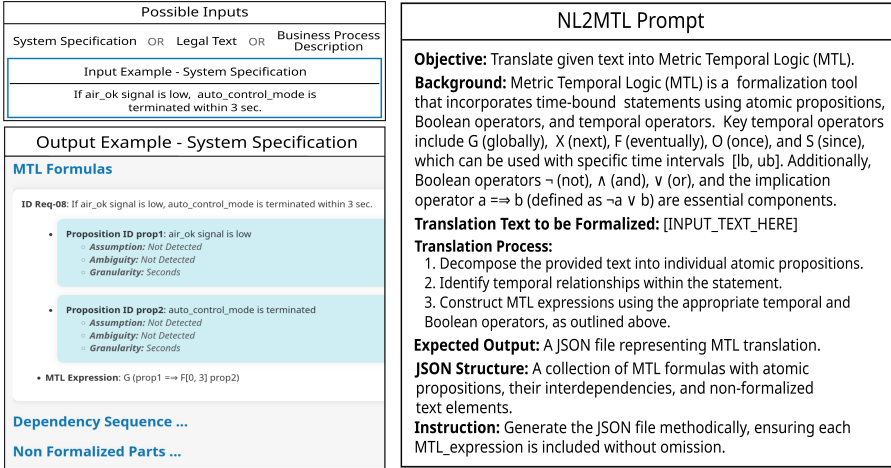 Possible Inputs
System Specification OR Legal Text OR Business Process
Description
Input Example - System Specification
If air_ok signal is low, auto_control_mode is
terminated within 3 sec.
Output Example - System Specification
MTL Formulas
ID Req-08: If air_ok signal is low, auto_control_mode is terminated within 3 sec.
• Proposition ID prop1: air_ok signal is low
○ Assumption: Not Detected
○ Ambiguity: Not Detected
○ Granularity: Seconds
• Proposition ID prop2: auto_control_mode is terminated
○ Assumption: Not Detected
○ Ambiguity: Not Detected
○ Granularity: Seconds
• MTL Expression: G (prop1 =⇒ F[0, 3] prop2)
Dependency Sequence ...
Non Formalized Parts ...
NL2MTL Prompt
Objective: Translate given text into Metric Temporal Logic (MTL).
Background: Metric Temporal Logic (MTL) is a formalization tool
that incorporates time-bound statements using atomic propositions,
Boolean operators, and temporal operators. Key temporal operators
include G (globally), X (next), F (eventually), O (once), and S (since),
which can be used with specific time intervals [lb, ub]. Additionally,
Boolean operators ¬ (not), ∧ (and), ∨ (or), and the implication
operator a =⇒ b (defined as ¬a ∨ b) are essential components.
Translation Text to be Formalized: [INPUT_TEXT_HERE]
Translation Process:
1. Decompose the provided text into individual atomic propositions.
2. Identify temporal relationships within the statement.
3. Construct MTL expressions using the appropriate temporal and
Boolean operators, as outlined above.
Expected Output: A JSON file representing MTL translation.
JSON Structure: A collection of MTL formulas with atomic
propositions, their interdependencies, and non-formalized
text elements.
Instruction: Generate the JSON file methodically, ensuring each
MTL_expression is included without omission.